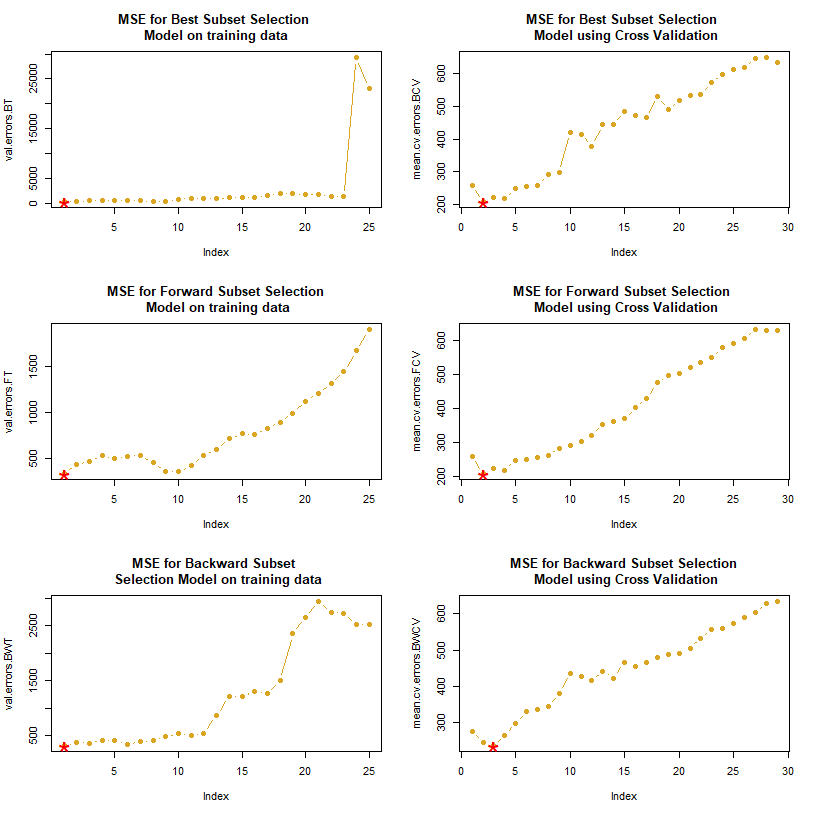 MSE for Best Subset Selection
Model on training data
val.errors.BT
0
5000
15000
25000
5 10 15 20 25
Index
MSE for Best Subset Selection
Model using Cross Validation
mean.cv.errors.BCV
200
300
400
500
600
0 5 10 15 20 25 30
Index
MSE for Forward Subset Selection
Model on training data
val.errors.FT
500
1000
1500
5 10 15 20 25
Index
MSE for Forward Subset Selection
Model using Cross Validation
mean.cv.errors.FCV
200
300
400
500
600
0 5 10 15 20 25 30
Index
MSE for Backward Subset
Selection Model on training data
val.errors.BWT
500
1500
2500
5 10 15 20 25
Index
MSE for Backward Subset Selection
Model using Cross Validation
mean.cv.errors.BWCV
300
400
500
600
0 5 10 15 20 25 30
Index